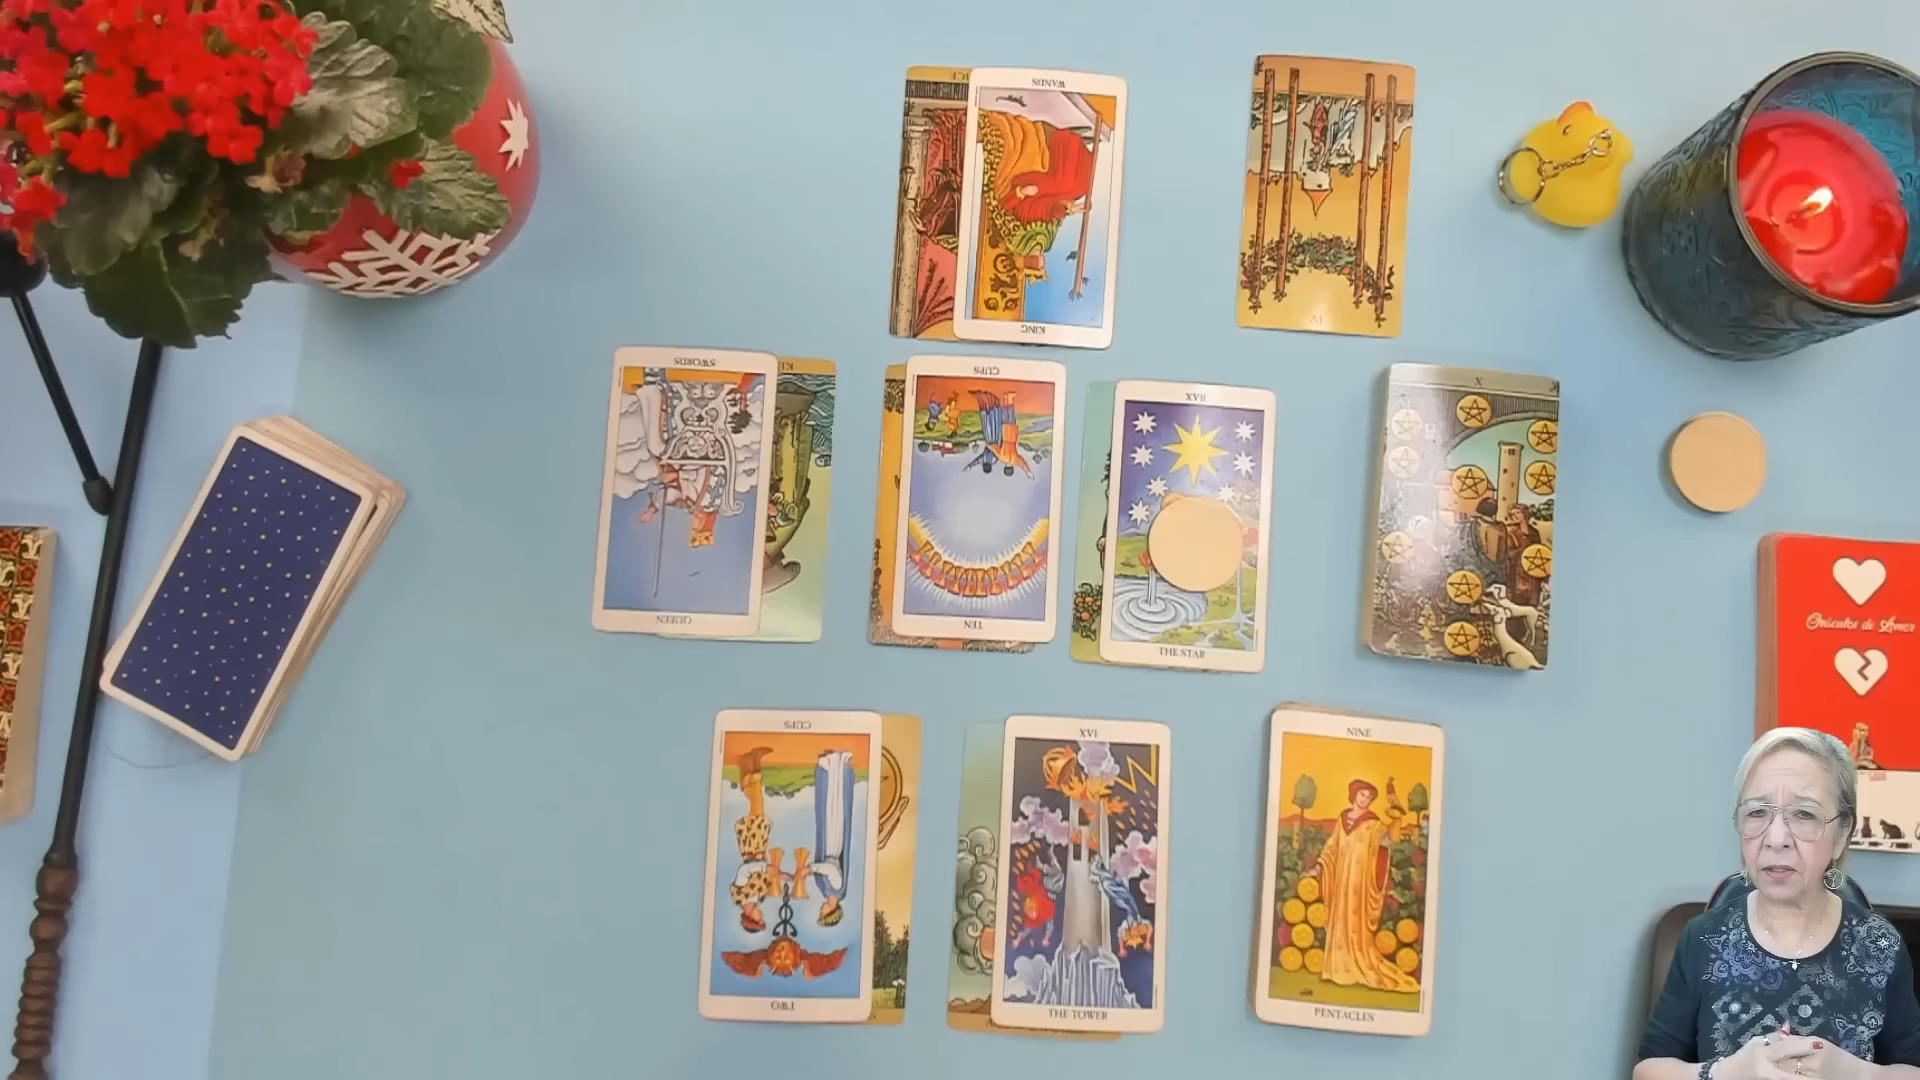 WANDS
KING
IV
SWORDS
QUEEN
CUPS
TEN
XVII
THE STAR
X
Oráculos de Amor
CUPS
TWO
XVI
THE TOWER
NINE
PENTACLES